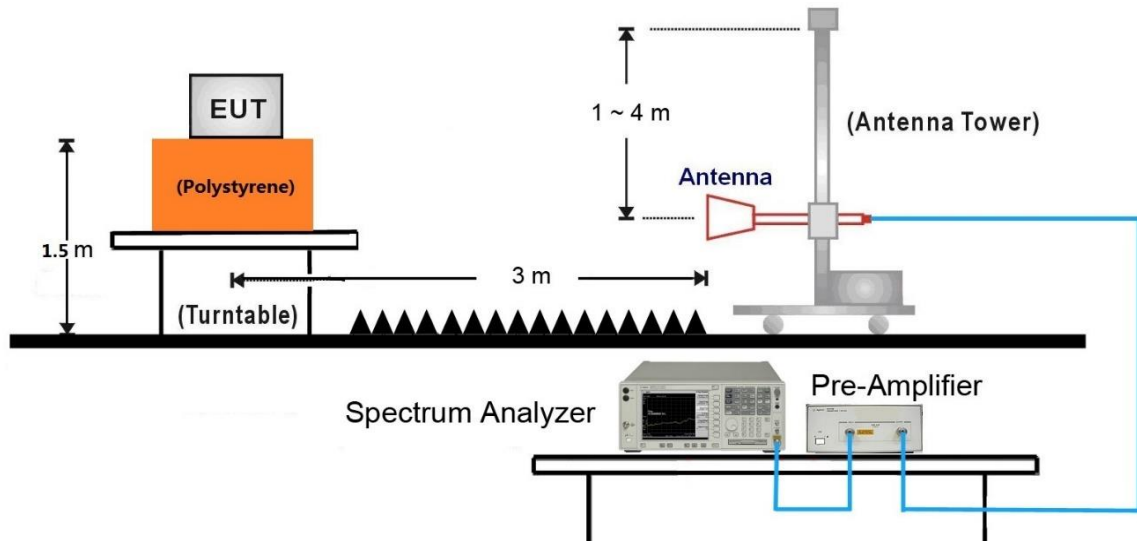 EUT
(Polystyrene)
1.5 m
(Turntable)
3 m
1 ~ 4 m
Antenna
(Antenna Tower)
Spectrum Analyzer
Pre-Amplifier